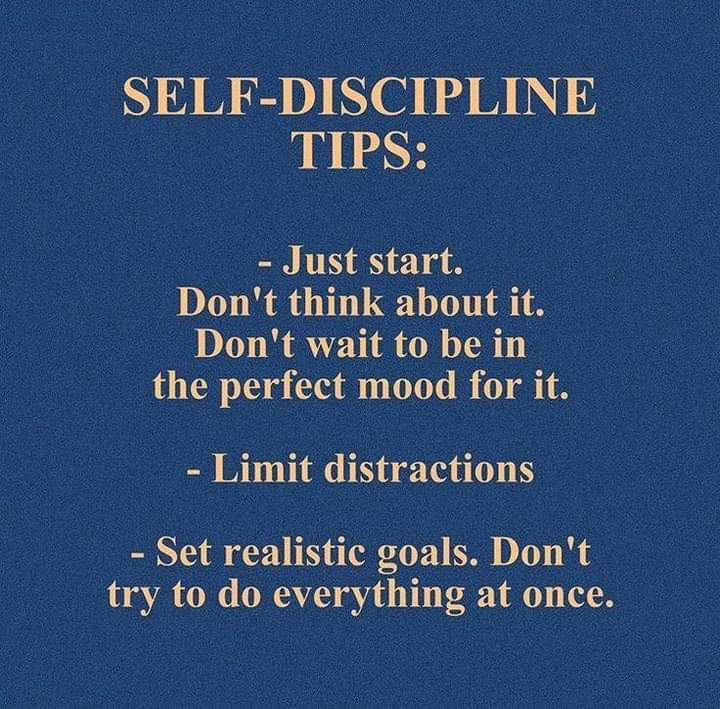 SELF-DISCIPLINE
TIPS:
- Just start.
Don't think about it.
Don't wait to be in
the perfect mood for it.
- Limit distractions
- Set realistic goals. Don't
try to do everything at once.